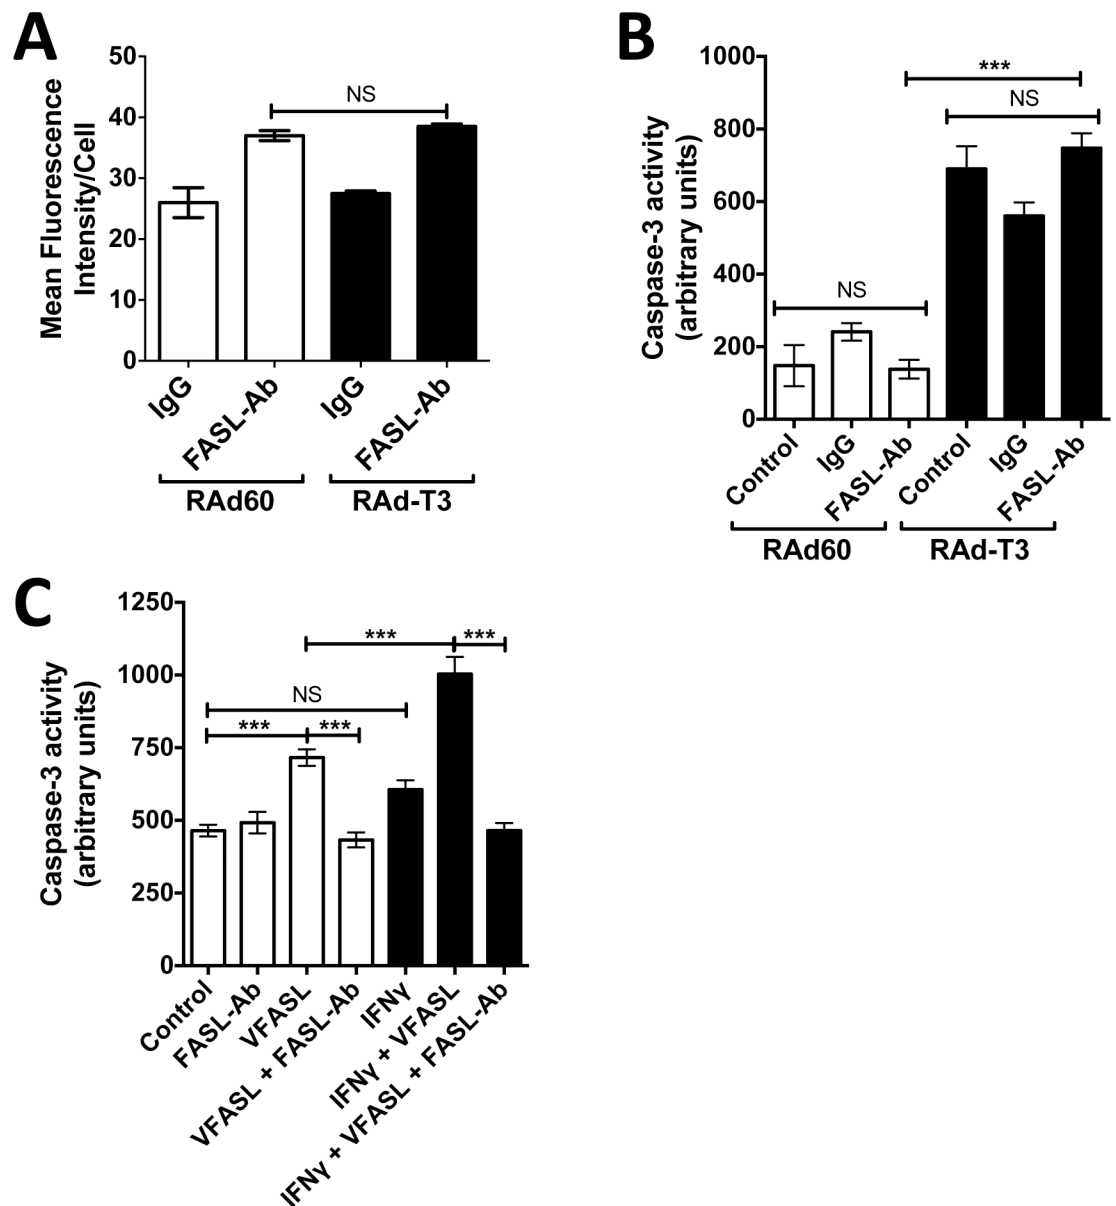 A
Mean Fluorescence
Intensity/Cell
50
40
30
20
10
0
NS
IgG
FASL-Ab
IgG
FASL-Ab
RAd60
RAd-T3
B
Caspase-3 activity
(arbitrary units)
1000
800
600
400
200
0
***
NS
NS
Control
IgG
FASL-Ab
Control
IgG
FASL-Ab
RAd60
RAd-T3
C
Caspase-3 activity
(arbitrary units)
1250
1000
750
500
250
0
***
***
NS
***
***
Control
FASL-Ab
VFASL
VFASL + FASL-Ab
IFNγ
IFNγ + VFASL
IFNγ + VFASL + FASL-Ab